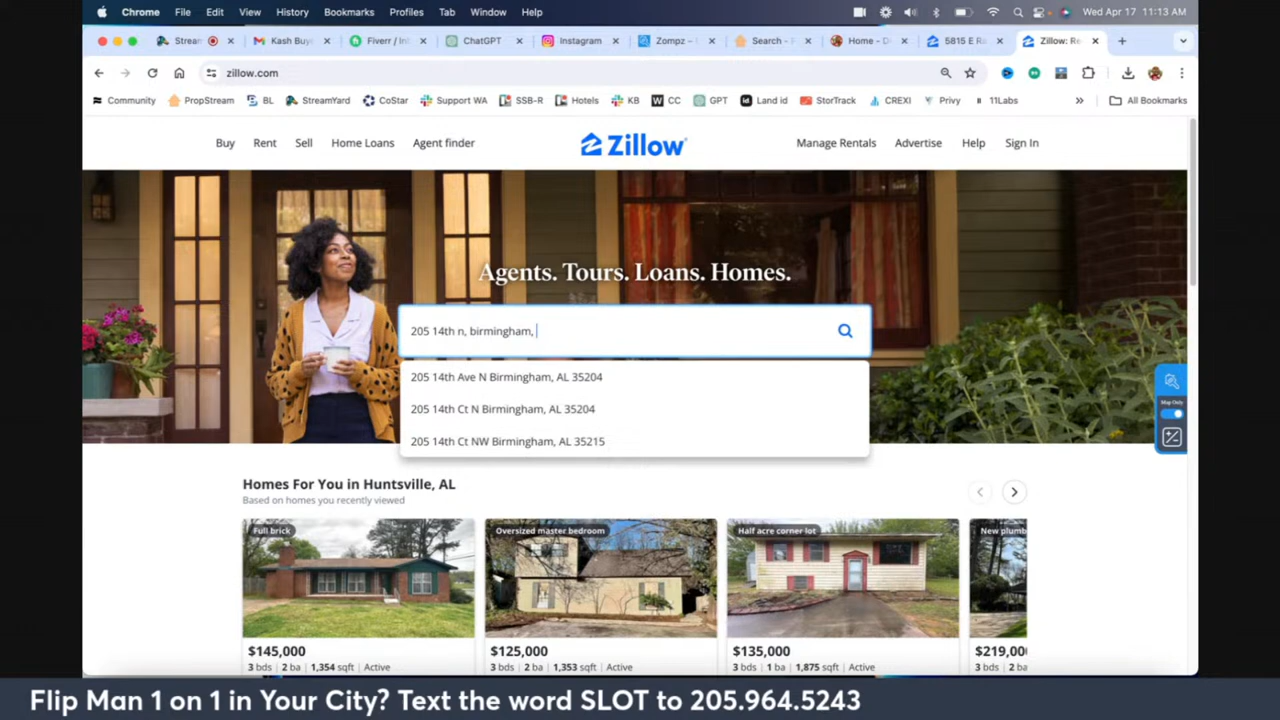 Chrome File Edit View History Bookmarks Profiles Tab Window Help Wed Apr 17 11:13 AM
Stream Kash Buye Fiverr / Int ChatGPT Instagram Zompz – Search - P Home - D 5815 E Ra Zillow: Re
zillow.com
Community PropStream BL StreamYard CoStar Support WA SSB-R Hotels KB CC GPT Land id StorTrack CREXI Privy 11Labs » All Bookmarks
Buy Rent Sell Home Loans Agent finder Zillow Manage Rentals Advertise Help Sign In
Agents. Tours. Loans. Homes.
205 14th n, birmingham,
205 14th Ave N Birmingham, AL 35204
Map Only
205 14th Ct N Birmingham, AL 35204
205 14th Ct NW Birmingham, AL 35215
Homes For You in Huntsville, AL
Based on homes you recently viewed
Full brick Oversized master bedroom Half acre corner lot New plumb
$145,000 $125,000 $135,000 $219,00
3 bds | 2 ba | 1,354 sqft | Active 3 bds | 2 ba | 1,353 sqft | Active 3 bds | 1 ba | 1,875 sqft | Active 3 bds | 2 ba
Flip Man 1 on 1 in Your City? Text the word SLOT to 205.964.5243